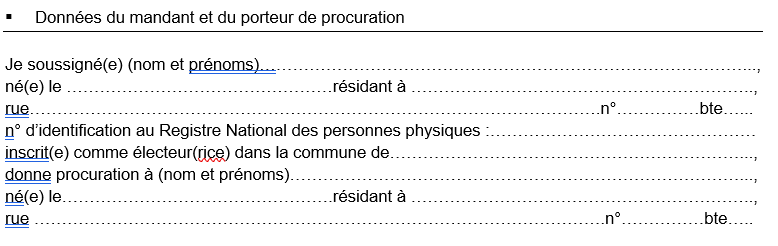 ▪ Données du mandant et du porteur de procuration
Je soussigné(e) (nom et prénoms)…………………………………………………………………………………,
né(e) le ……………………………………………résidant à …………………………………………………………,
rue…………………………………………………………………………………………………n°……………bte……
n° d’identification au Registre National des personnes physiques :……………………………………………
inscrit(e) comme électeur(rice) dans la commune de……………………………………………………………,
donne procuration à (nom et prénoms)……………………………………………………………………………,
né(e) le……………………………………………résidant à …………………………………………………………,
rue …………………………………………………………………………………………………n°……………bte……